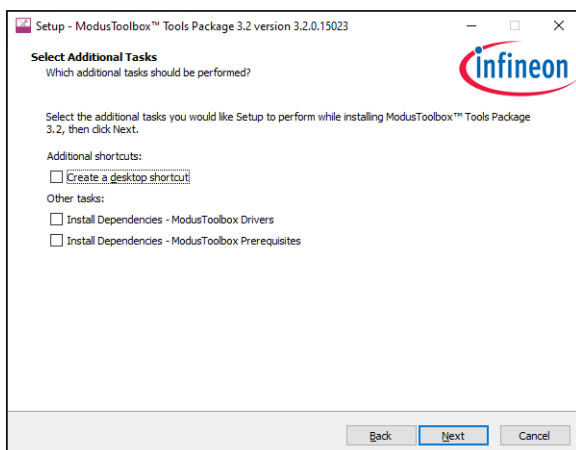 Setup - ModusToolbox™ Tools Package 3.2 version 3.2.0.15023
Select Additional Tasks
Which additional tasks should be performed?
infineon
Select the additional tasks you would like Setup to perform while installing ModusToolbox™ Tools Package
3.2, then click Next.
Additional shortcuts:
Create a desktop shortcut
Other tasks:
Install Dependencies - ModusToolbox Drivers
Install Dependencies - ModusToolbox Prerequisites
Back Next Cancel